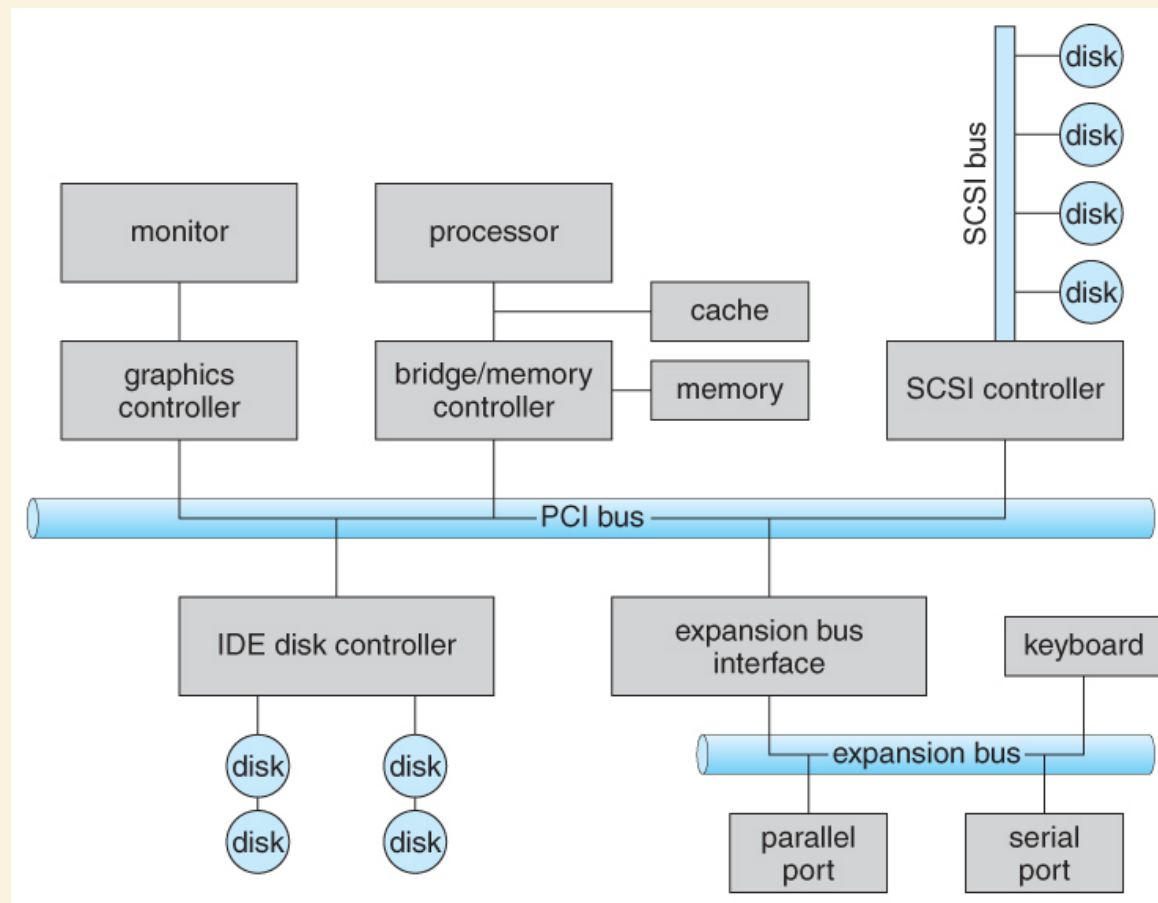 disk
disk
disk
disk
SCSI bus
monitor
processor
cache
graphics
controller
bridge/memory
controller
memory
SCSI controller
PCI bus
IDE disk controller
expansion bus
interface
keyboard
disk
disk
expansion bus
disk
disk
parallel
port
serial
port